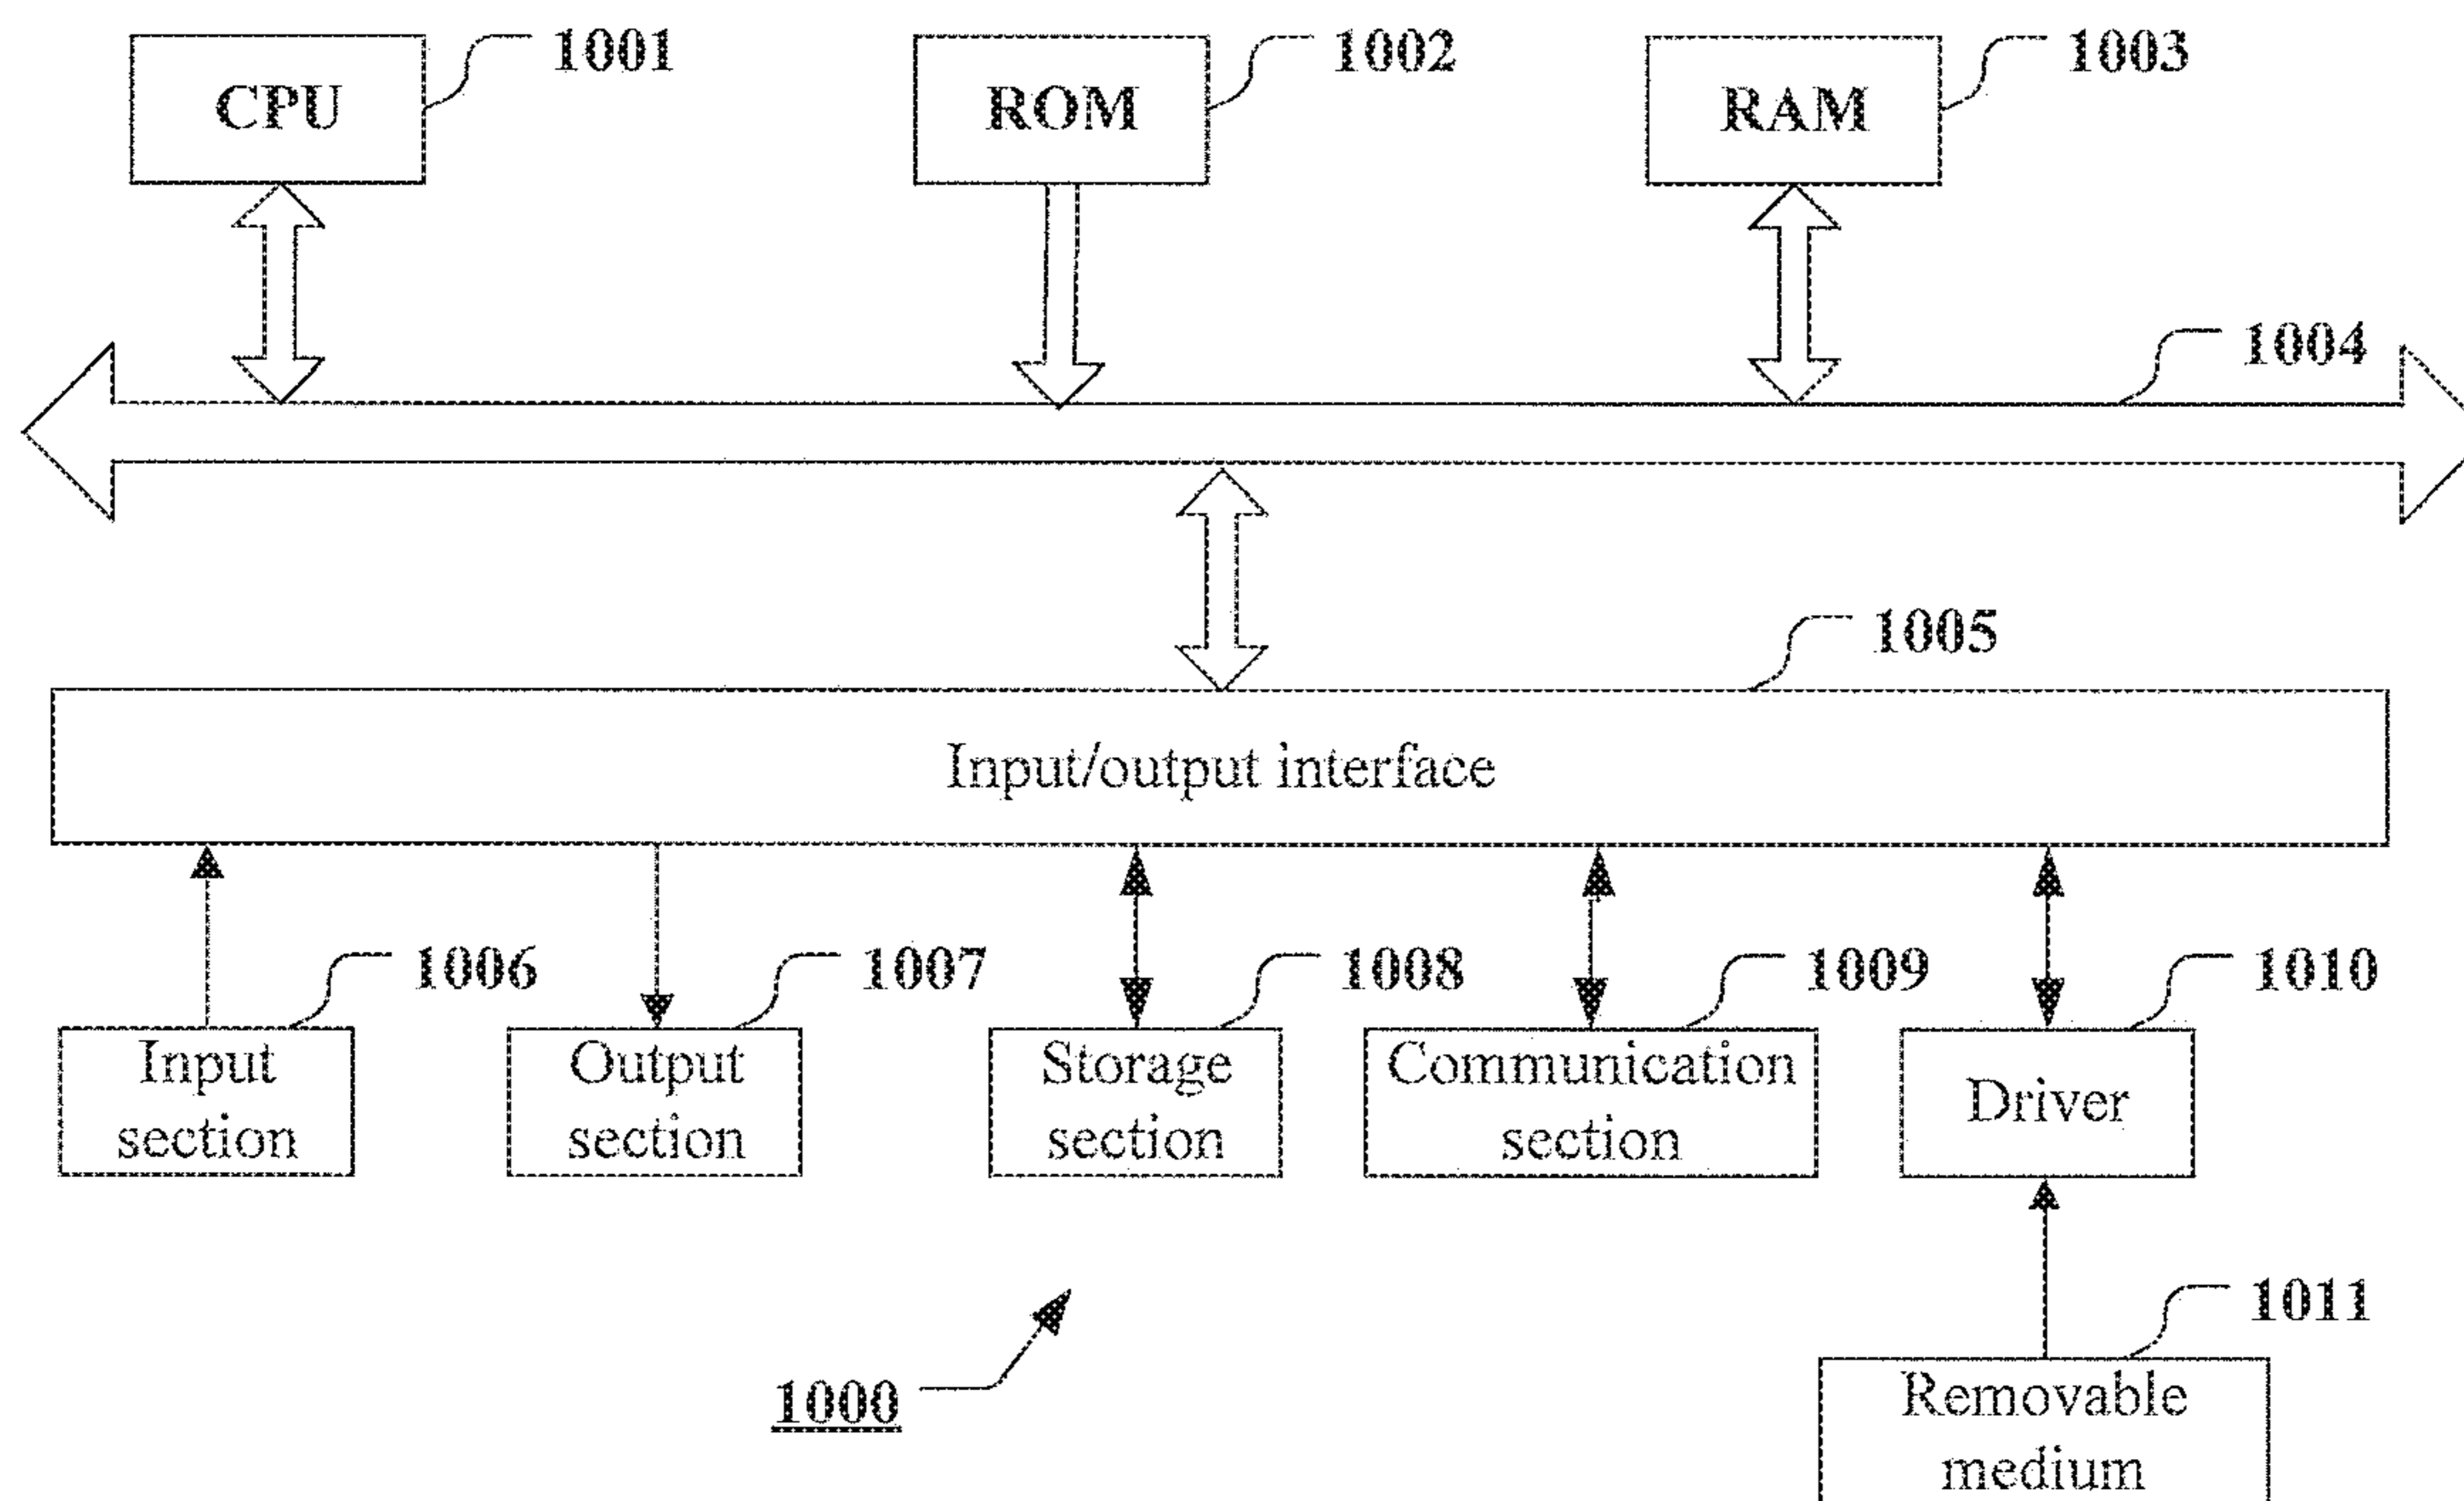 CPU
1001
ROM
1002
RAM
1003
1004
1005
Input/output interface
1006
1007
1008
1009
1010
Input
section
Output
section
Storage
section
Communication
section
Driver
1011
1000
Removable
medium